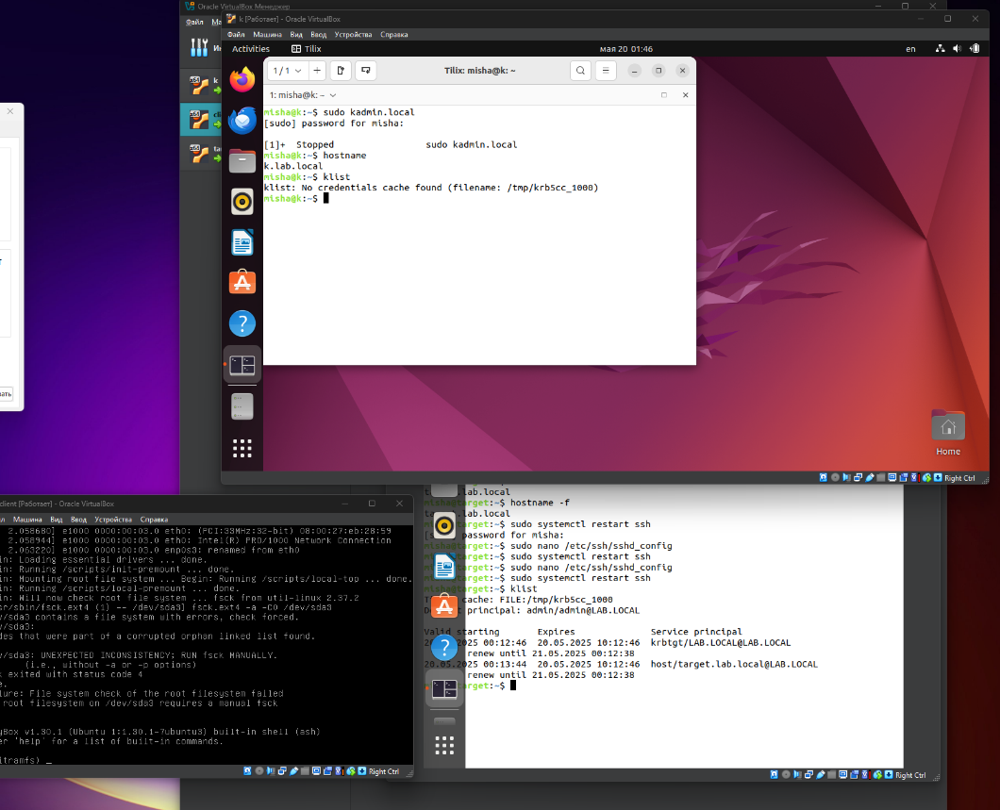 Oracle VirtualBox Менеджер
Файл
k [Работает] - Oracle VirtualBox
Файл Машина Вид Ввод Устройства Справка
Activities Tilix мая 20 01:46 en
1 / 1 Tilix: misha@k: ~
1: misha@k: ~
misha@k:~$ sudo kadmin.local
[sudo] password for misha:
[1]+ Stopped sudo kadmin.local
misha@k:~$ hostname
k.lab.local
misha@k:~$ klist
klist: No credentials cache found (filename: /tmp/krb5cc_1000)
misha@k:~$
k
Home
Right Ctrl
client [Работает] - Oracle VirtualBox
Машина Вид Ввод Устройства Справка
2.058680] e1000 0000:00:03.0 eth0: (PCI:33MHz:32-bit) 08:00:27:eb:28:59
2.058944] e1000 0000:00:03.0 eth0: Intel(R) PRO/1000 Network Connection
2.063220] e1000 0000:00:03.0 enp0s3: renamed from eth0
in: Loading essential drivers ... done.
in: Running /scripts/init-premount ... done.
in: Mounting root file system ... Begin: Running /scripts/local-top ... done.
in: Running /scripts/local-premount ... done.
in: Will now check root file system ... fsck from util-linux 2.37.2
sr/sbin/fsck.ext4 (1) -- /dev/sda3] fsck.ext4 -a -C0 /dev/sda3
v/sda3 contains a file system with errors, check forced.
v/sda3:
des that were part of a corrupted orphan linked list found.
v/sda3: UNEXPECTED INCONSISTENCY; RUN fsck MANUALLY.
(i.e., without -a or -p options)
k exited with status code 4
e.
lure: File system check of the root filesystem failed
root filesystem on /dev/sda3 requires a manual fsck
yBox v1.30.1 (Ubuntu 1:1.30.1-7ubuntu3) built-in shell (ash)
er 'help' for a list of built-in commands.
itramfs) _
Right Ctrl
.lab.local
target:~$ hostname -f
lab.local
target:~$ sudo systemctl restart ssh
password for misha:
target:~$ sudo nano /etc/ssh/sshd_config
target:~$ sudo systemctl restart ssh
target:~$ sudo nano /etc/ssh/sshd_config
target:~$ sudo systemctl restart ssh
target:~$ klist
cache: FILE:/tmp/krb5cc_1000
principal: admin/admin@LAB.LOCAL
Valid starting Expires Service principal
20.05.2025 00:12:46 20.05.2025 10:12:46 krbtgt/LAB.LOCAL@LAB.LOCAL
renew until 21.05.2025 00:12:38
20.05.2025 00:13:44 20.05.2025 10:12:46 host/target.lab.local@LAB.LOCAL
renew until 21.05.2025 00:12:38
target:~$
Right Ctrl